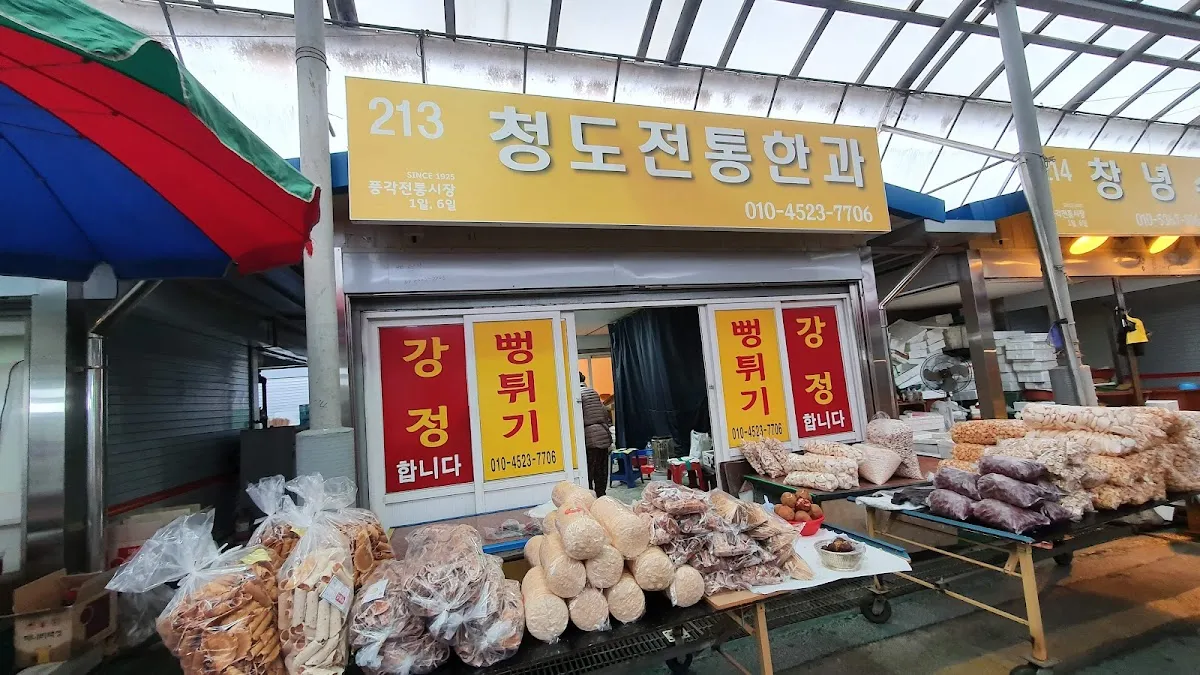 213
청도전통한과
SINCE 1925
풍각전통시장
1일, 6일
010-4523-7706
214
창녕
강정
합니다
뻥튀기
010-4523-7706
뻥튀기
010-4523-7706
강정
합니다